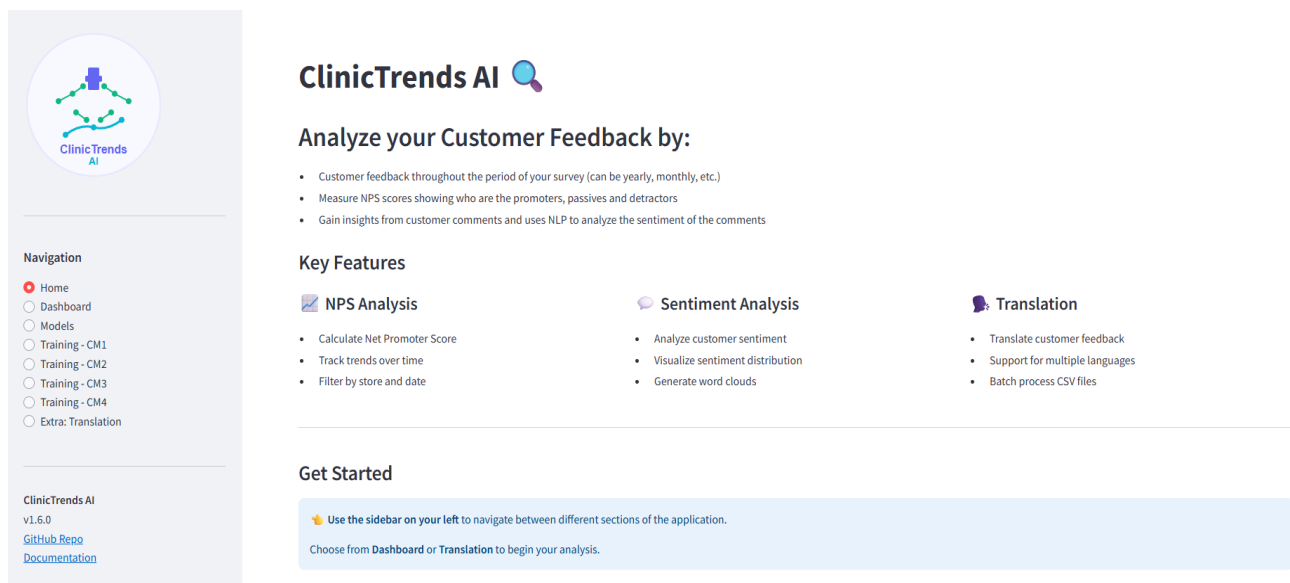 ClinicTrends
AI
Navigation
Home
Dashboard
Models
Training - CM1
Training - CM2
Training - CM3
Training - CM4
Extra: Translation
ClinicTrends AI
v1.6.0
GitHub Repo
Documentation
ClinicTrends AI
Analyze your Customer Feedback by:
• Customer feedback throughout the period of your survey (can be yearly, monthly, etc.)
• Measure NPS scores showing who are the promoters, passives and detractors
• Gain insights from customer comments and uses NLP to analyze the sentiment of the comments
Key Features
NPS Analysis
• Calculate Net Promoter Score
• Track trends over time
• Filter by store and date
Sentiment Analysis
• Analyze customer sentiment
• Visualize sentiment distribution
• Generate word clouds
Translation
• Translate customer feedback
• Support for multiple languages
• Batch process CSV files
Get Started
Use the sidebar on your left to navigate between different sections of the application.
Choose from Dashboard or Translation to begin your analysis.